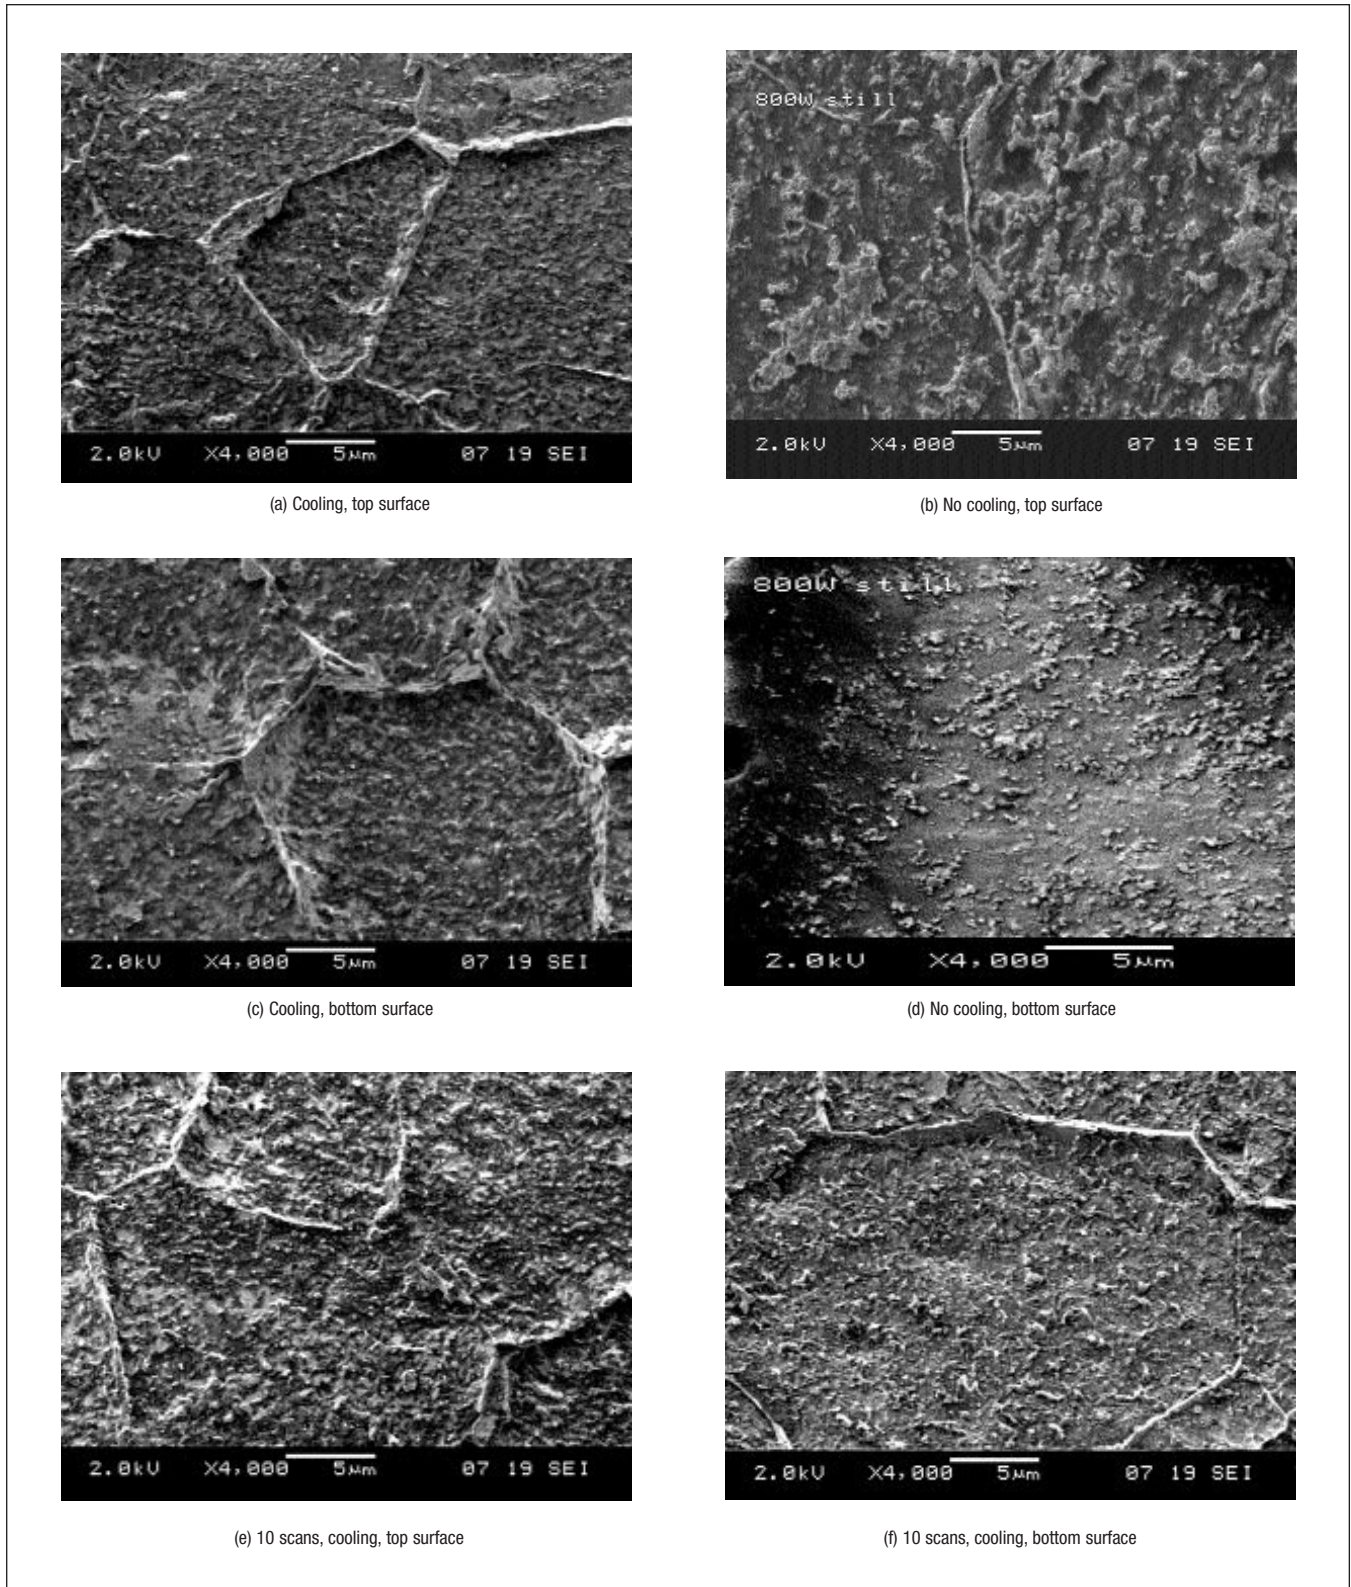 800W still
2.0kV X4,000 5μm 07 19 SEI
2.0kV X4,000 5μm 07 19 SEI
(a) Cooling, top surface
(b) No cooling, top surface
800W still
2.0kV X4,000 5μm 07 19 SEI
2.0kV X4,000 5μm
(c) Cooling, bottom surface
(d) No cooling, bottom surface
2.0kV X4,000 5μm 07 19 SEI
2.0kV X4,000 5μm 07 19 SEI
(e) 10 scans, cooling, top surface
(f) 10 scans, cooling, bottom surface